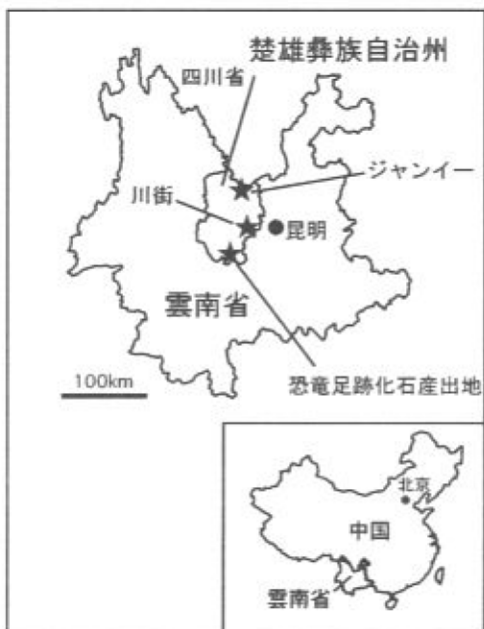 楚雄彝族自治州
四川省
ジャンイー
川街
昆明
雲南省
100km
恐竜足跡化石産出地
北京
中国
雲南省